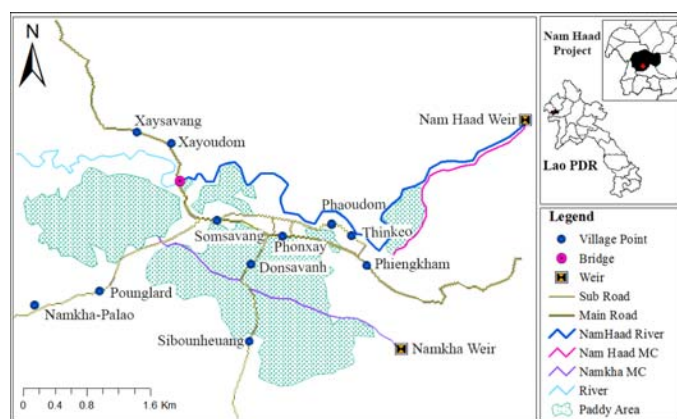 N
Xaysavang
Xayoudom
Nam Haad Weir
Phaoudom
Somsavang
Thinkeo
Phonxay
Donsavanh
Phiengkham
Pounglard
Namkha-Palao
Sibounheuang
Namkha Weir
0 0.4 0.8 1.6 Km
Nam Haad
Project
Lao PDR
Legend
Village Point
Bridge
Weir
Sub Road
Main Road
NamHaad River
Nam Haad MC
Namkha MC
River
Paddy Area